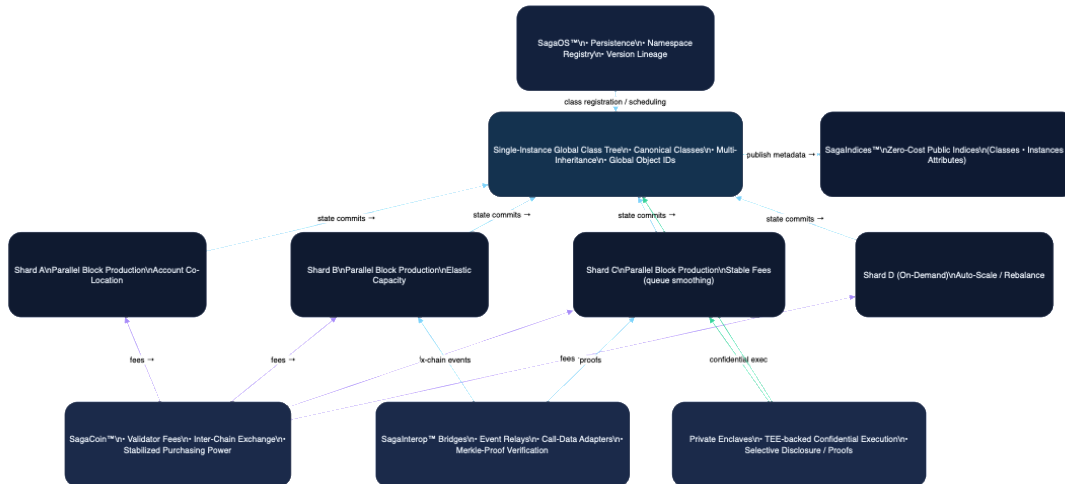 SagaOS™\n• Persistence\n• Namespace
Registry\n• Version Lineage
class registration / scheduling
Single-Instance Global Class Tree\n• Canonical Classes\n• Multi-
Inheritance\n• Global Object IDs
publish metadata →
SagaIndices™\nZero-Cost Public Indices\n(Classes • Instances
Attributes)
state commits →
state commits →
state commits →
state commits →
Shard A\nParallel Block Production\nAccount Co-
Location
Shard B\nParallel Block Production\nElastic
Capacity
Shard C\nParallel Block Production\nStable Fees
(queue smoothing)
Shard D (On-Demand)\nAuto-Scale / Rebalance
fees →
fees →
x-chain events
fees
proofs
confidential exec
SagaCoin™\n• Validator Fees\n• Inter-Chain Exchange\n•
Stabilized Purchasing Power
SagaInterop™ Bridges\n• Event Relays\n• Call-Data Adapters\n•
Merkle-Proof Verification
Private Enclaves\n• TEE-backed Confidential Execution\n•
Selective Disclosure / Proofs